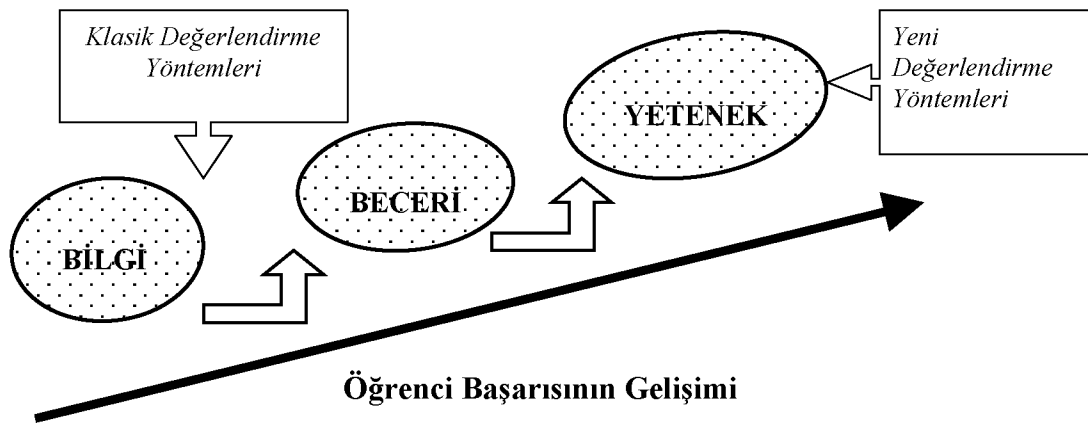 Klasik Değerlendirme
Yöntemleri
Yeni
Değerlendirme
Yöntemleri
YETENEK
BECERİ
BİLGİ
Öğrenci Başarısının Gelişimi